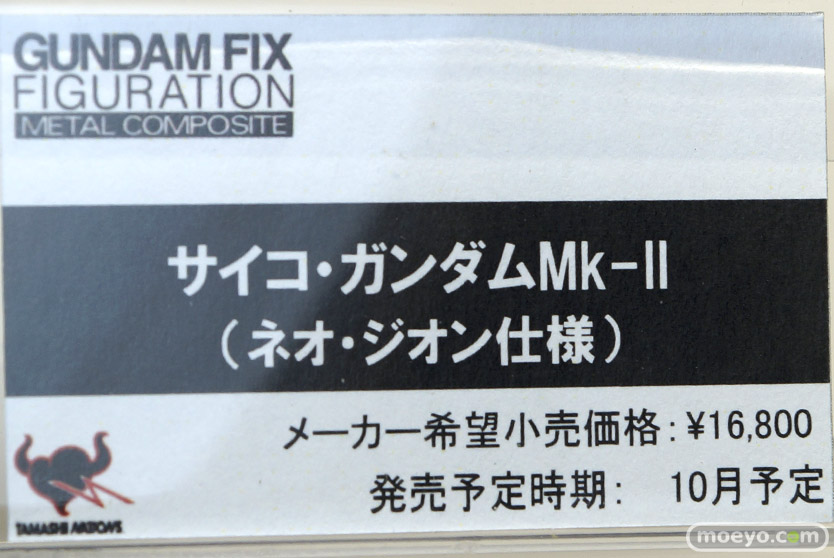 GUNDAM FIX
FIGURATION
METAL COMPOSITE
サイコ・ガンダムMk-II
（ネオ・ジオン仕様）
メーカー希望小売価格：¥16,800
発売予定時期： 10月予定
TAMASHII NATIONS
moeyo.com